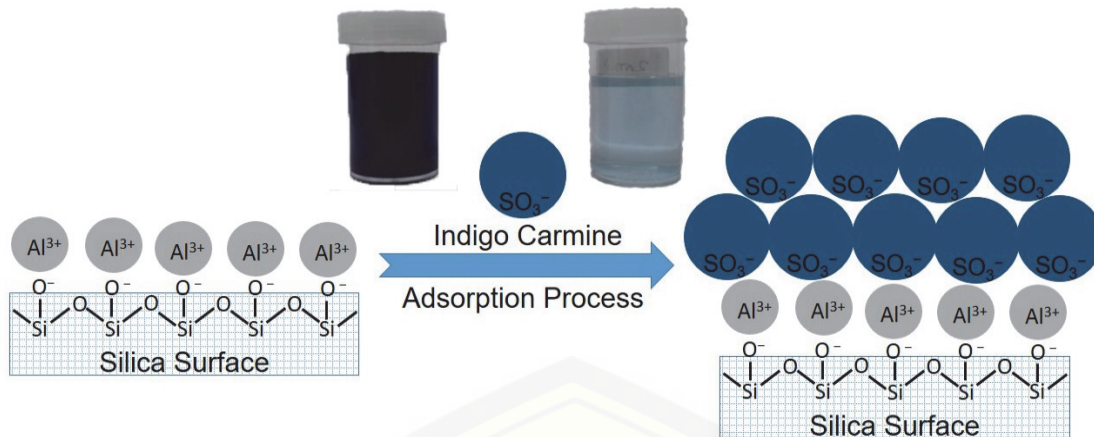 SO₃⁻
Indigo Carmine
Adsorption Process
Al³⁺ Al³⁺ Al³⁺ Al³⁺ Al³⁺
O⁻ O⁻ O⁻ O⁻ O⁻
O O O O
Si Si Si Si Si
Silica Surface
SO₃⁻ SO₃⁻ SO₃⁻ SO₃⁻
SO₃⁻ SO₃⁻ SO₃⁻ SO₃⁻ SO₃⁻
Al³⁺ Al³⁺ Al³⁺ Al³⁺ Al³⁺
O⁻ O⁻ O⁻ O⁻ O⁻
O O O O
Si Si Si Si Si
Silica Surface